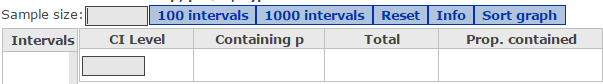 Sample size: 100 intervals 1000 intervals Reset Info Sort graph
Intervals CI Level Containing p Total Prop. contained